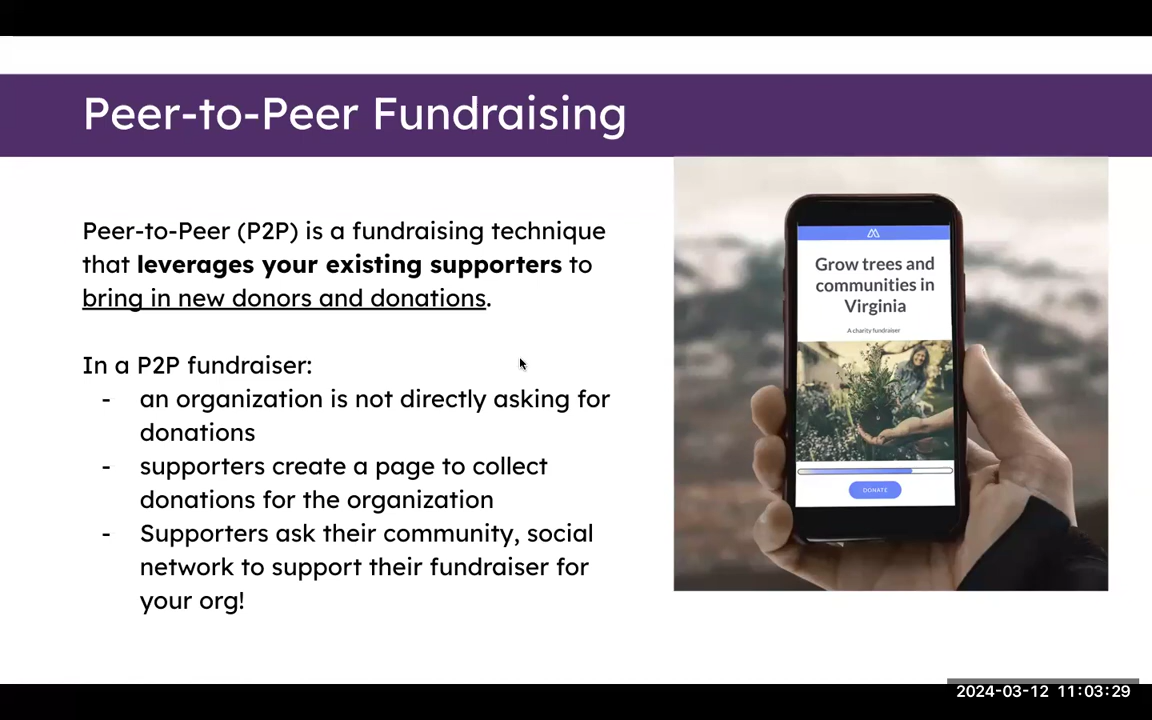 Peer-to-Peer Fundraising
Peer-to-Peer (P2P) is a fundraising technique
that leverages your existing supporters to
bring in new donors and donations.
In a P2P fundraiser:
- an organization is not directly asking for
donations
- supporters create a page to collect
donations for the organization
- Supporters ask their community, social
network to support their fundraiser for
your org!
Grow trees and
communities in
Virginia
A charity fundraiser
DONATE
2024-03-12 11:03:29